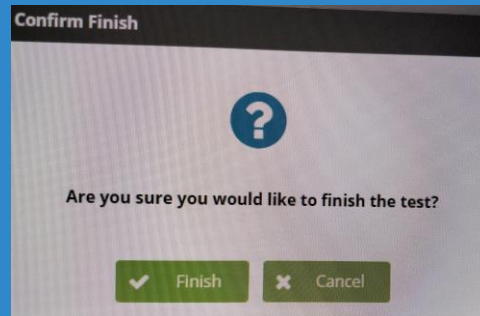 Confirm Finish
?
Are you sure you would like to finish the test?
Finish Cancel